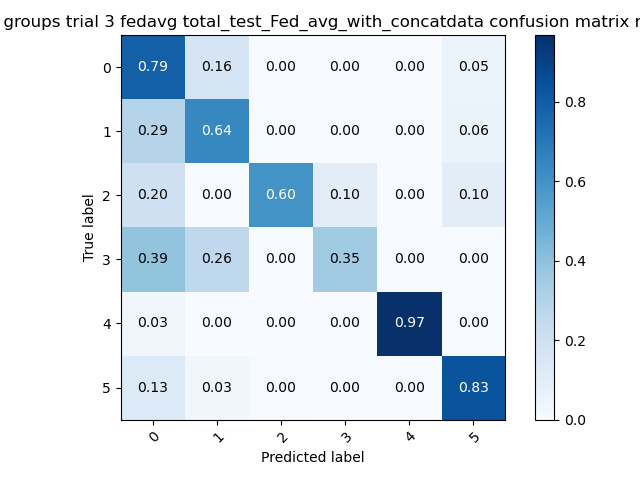 groups trial 3 fedavg total_test_Fed_avg_with_concatdata confusion matrix
0 0.79 0.16 0.00 0.00 0.00 0.05
1 0.29 0.64 0.00 0.00 0.00 0.06
2 0.20 0.00 0.60 0.10 0.00 0.10
3 0.39 0.26 0.00 0.35 0.00 0.00
4 0.03 0.00 0.00 0.00 0.97 0.00
5 0.13 0.03 0.00 0.00 0.00 0.83
0 1 2 3 4 5
True label
Predicted label
0.8
0.6
0.4
0.2
0.0